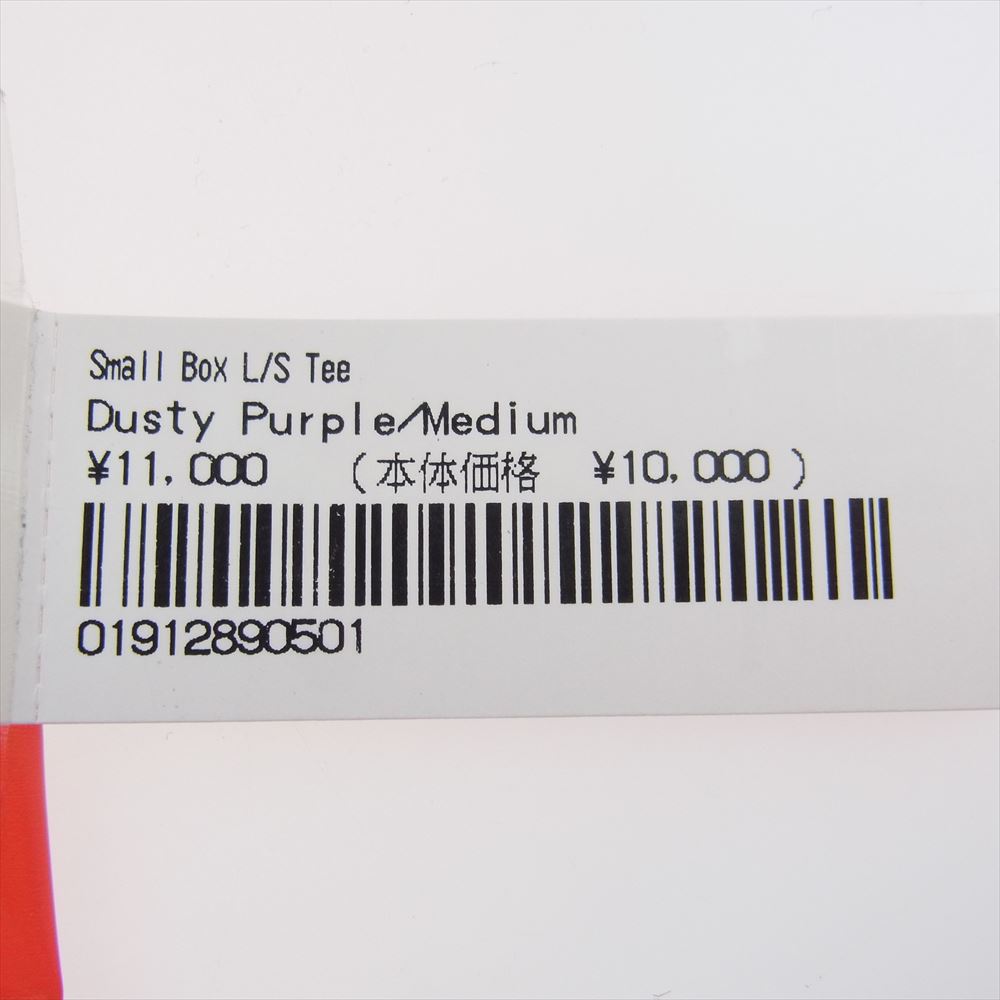 Small Box L/S Tee
Dusty Purple/Medium
¥11,000 (本体価格 ¥10,000)
01912890501